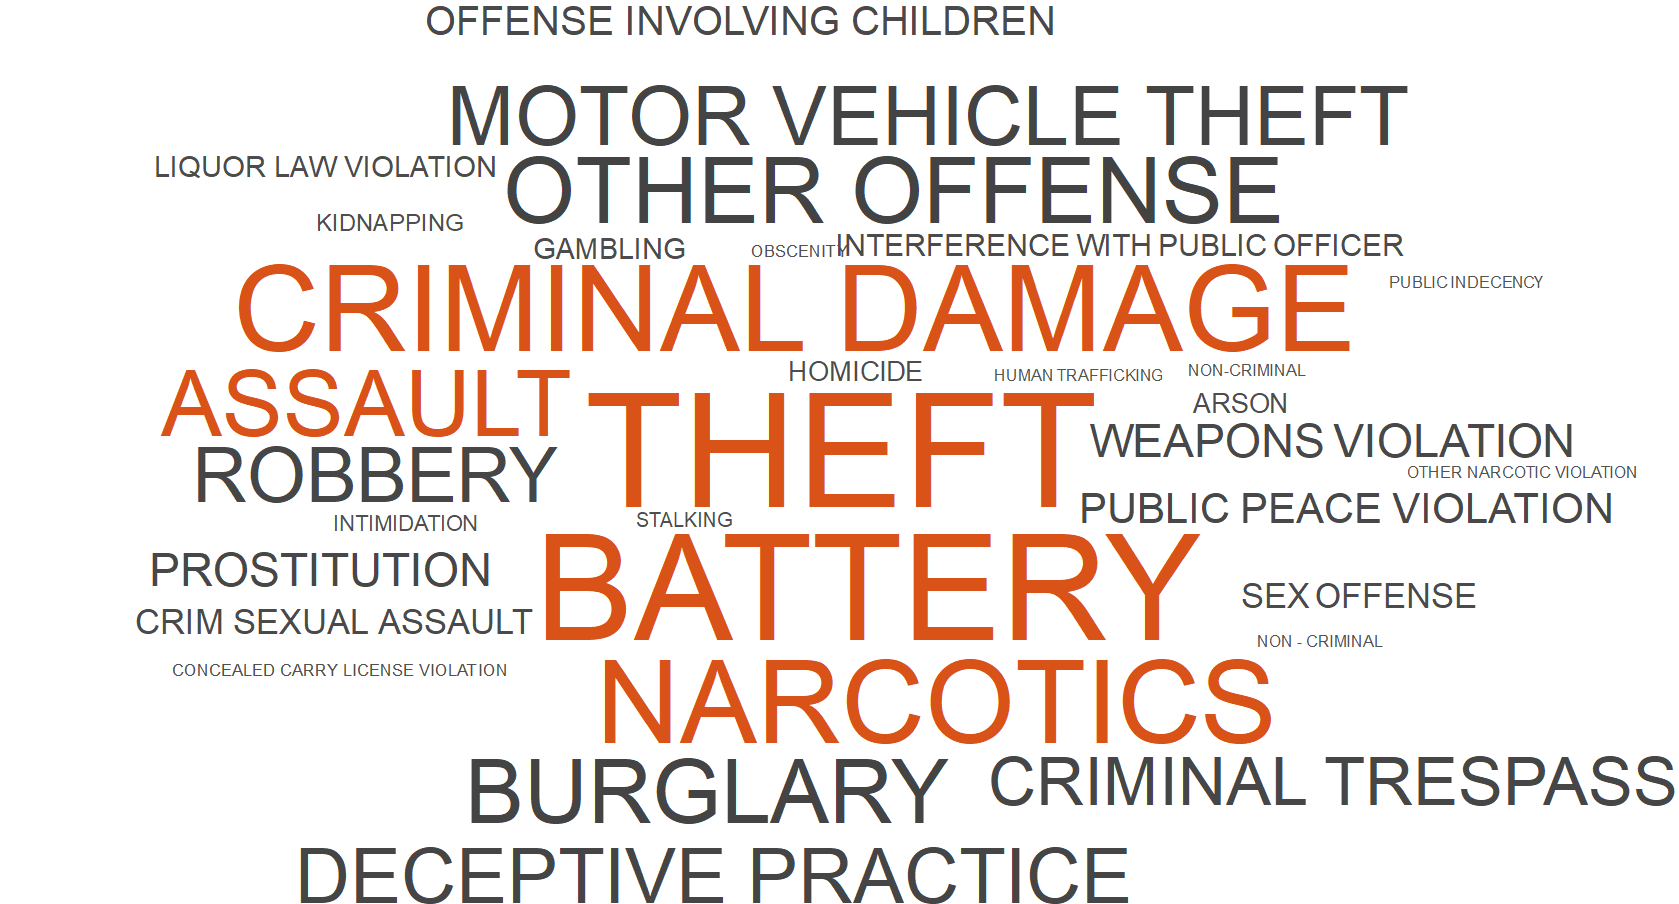 OFFENSE INVOLVING CHILDREN
MOTOR VEHICLE THEFT
LIQUOR LAW VIOLATION
OTHER OFFENSE
KIDNAPPING
GAMBLING
OBSCENITY
INTERFERENCE WITH PUBLIC OFFICER
CRIMINAL DAMAGE
PUBLIC INDECENCY
HOMICIDE
HUMAN TRAFFICKING
NON-CRIMINAL
ASSAULT
ARSON
THEFT
WEAPONS VIOLATION
ROBBERY
OTHER NARCOTIC VIOLATION
PUBLIC PEACE VIOLATION
INTIMIDATION
STALKING
PROSTITUTION
BATTERY
SEX OFFENSE
CRIM SEXUAL ASSAULT
NON - CRIMINAL
CONCEALED CARRY LICENSE VIOLATION
NARCOTICS
BURGLARY
CRIMINAL TRESPASS
DECEPTIVE PRACTICE